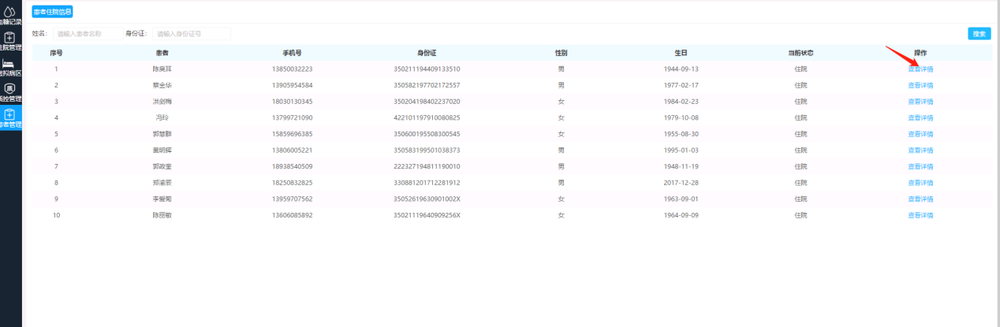 患者住院信息
血糖记录
住院管理
虚拟病区
质控管理
患者管理
姓名: 请输入患者名称 身份证: 请输入身份证号 搜索
序号 患者 手机号 身份证 性别 生日 当前状态 操作
1 陈臭耳 13850032223 350211194409133510 男 1944-09-13 住院 查看详情
2 蔡金华 13905954584 350582197702172557 男 1977-02-17 住院 查看详情
3 洪剑梅 18030130345 350204198402237020 女 1984-02-23 住院 查看详情
4 冯玲 13799721090 422101197910080825 女 1979-10-08 住院 查看详情
5 郭慧群 15859696385 350600195508300545 女 1955-08-30 住院 查看详情
6 董明辉 13806005221 350583199501038373 男 1995-01-03 住院 查看详情
7 郭政奎 18938540509 222327194811190010 男 1948-11-19 住院 查看详情
8 郑渝宸 18250832825 330881201712281912 男 2017-12-28 住院 查看详情
9 李爱菊 13959707562 35052619630901002X 女 1963-09-01 住院 查看详情
10 陈丽敏 13606085892 35021119640909256X 女 1964-09-09 住院 查看详情